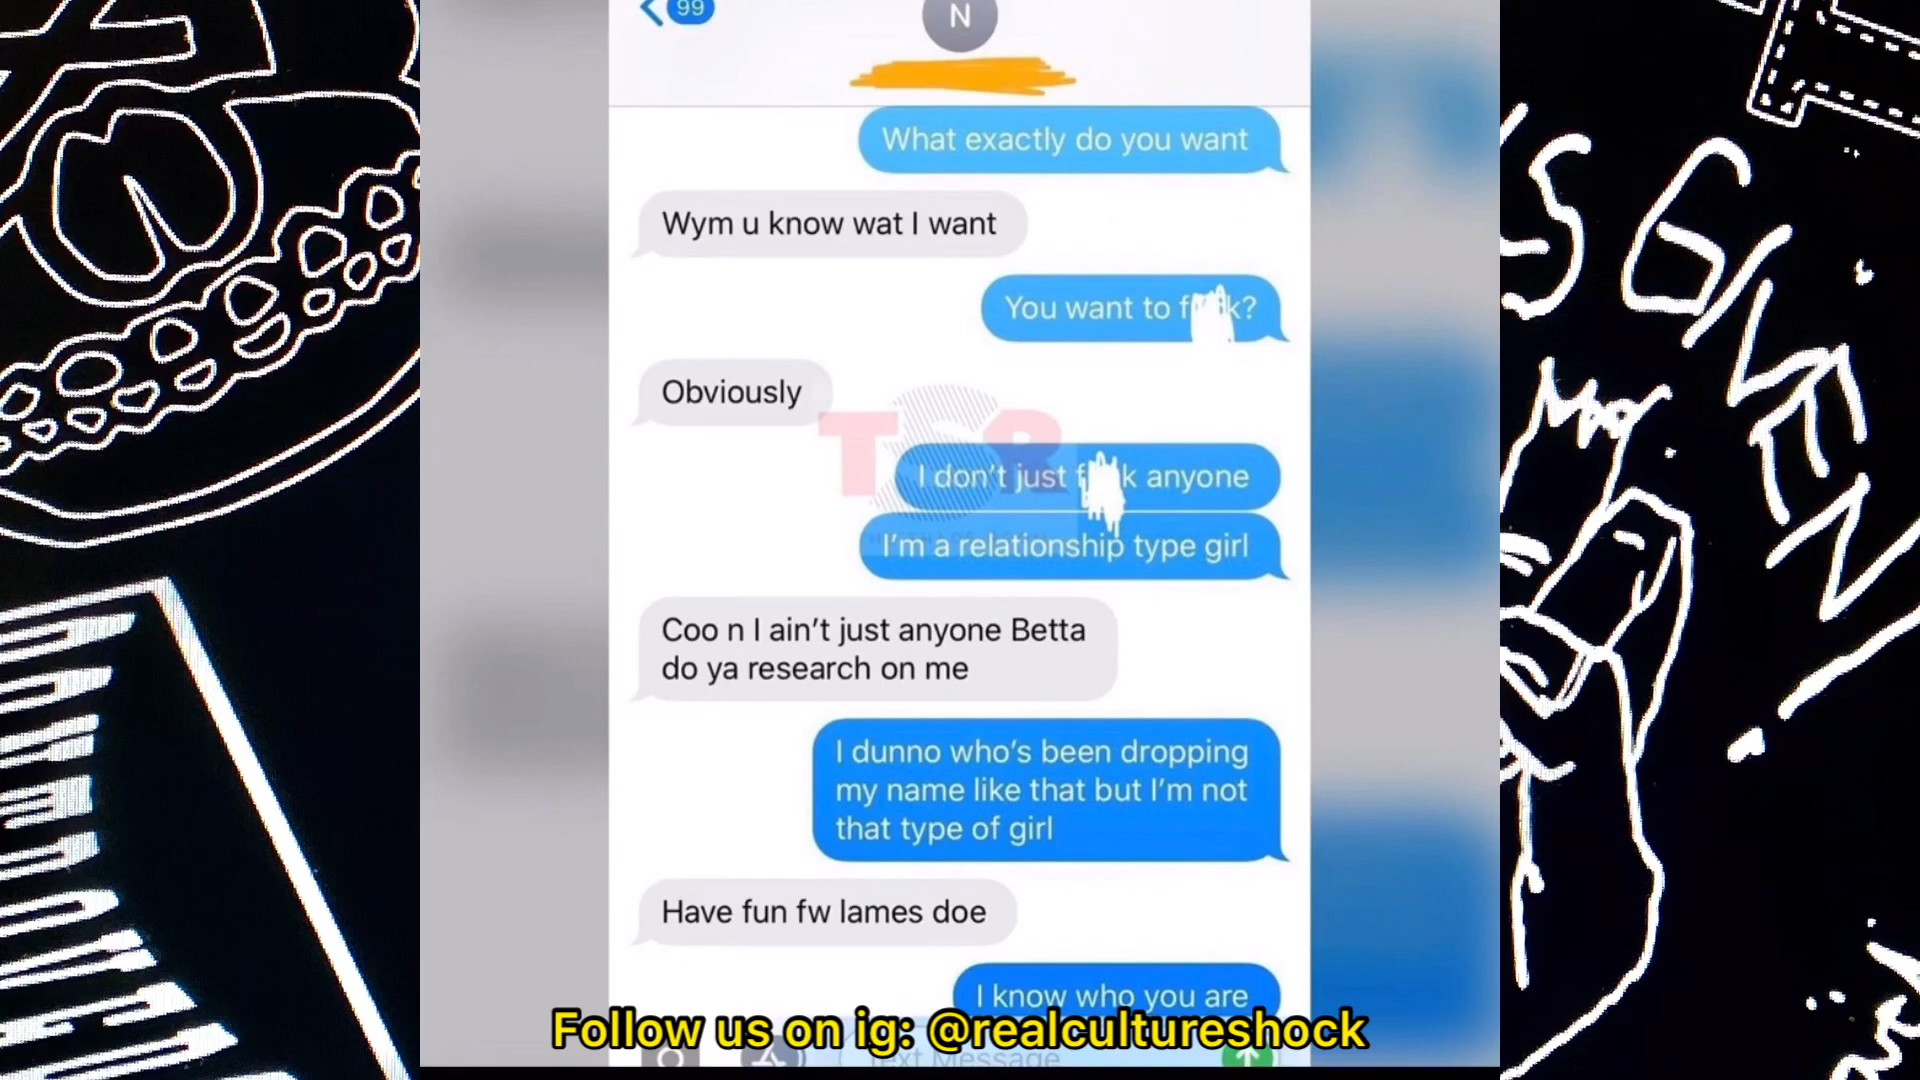 99
N
What exactly do you want
Wym u know wat I want
You want to f k?
Obviously
TSR
I don't just f k anyone
I'm a relationship type girl
Coo n I ain't just anyone Betta
do ya research on me
I dunno who's been dropping
my name like that but I'm not
that type of girl
Have fun fw lames doe
I know who you are
Text Message
Follow us on ig: @realcultureshock